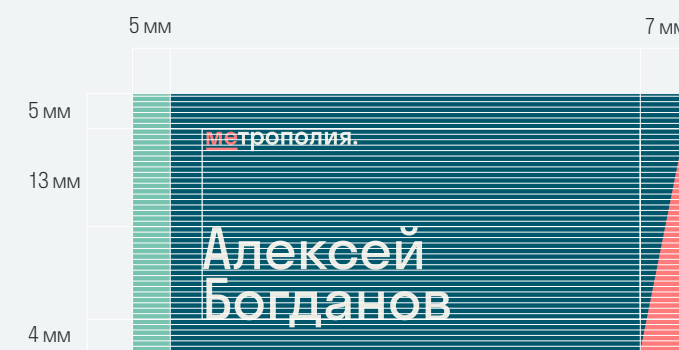 5 мм
7 мм
5 мм
метрополия.
13 мм
Алексей
Богданов
4 мм